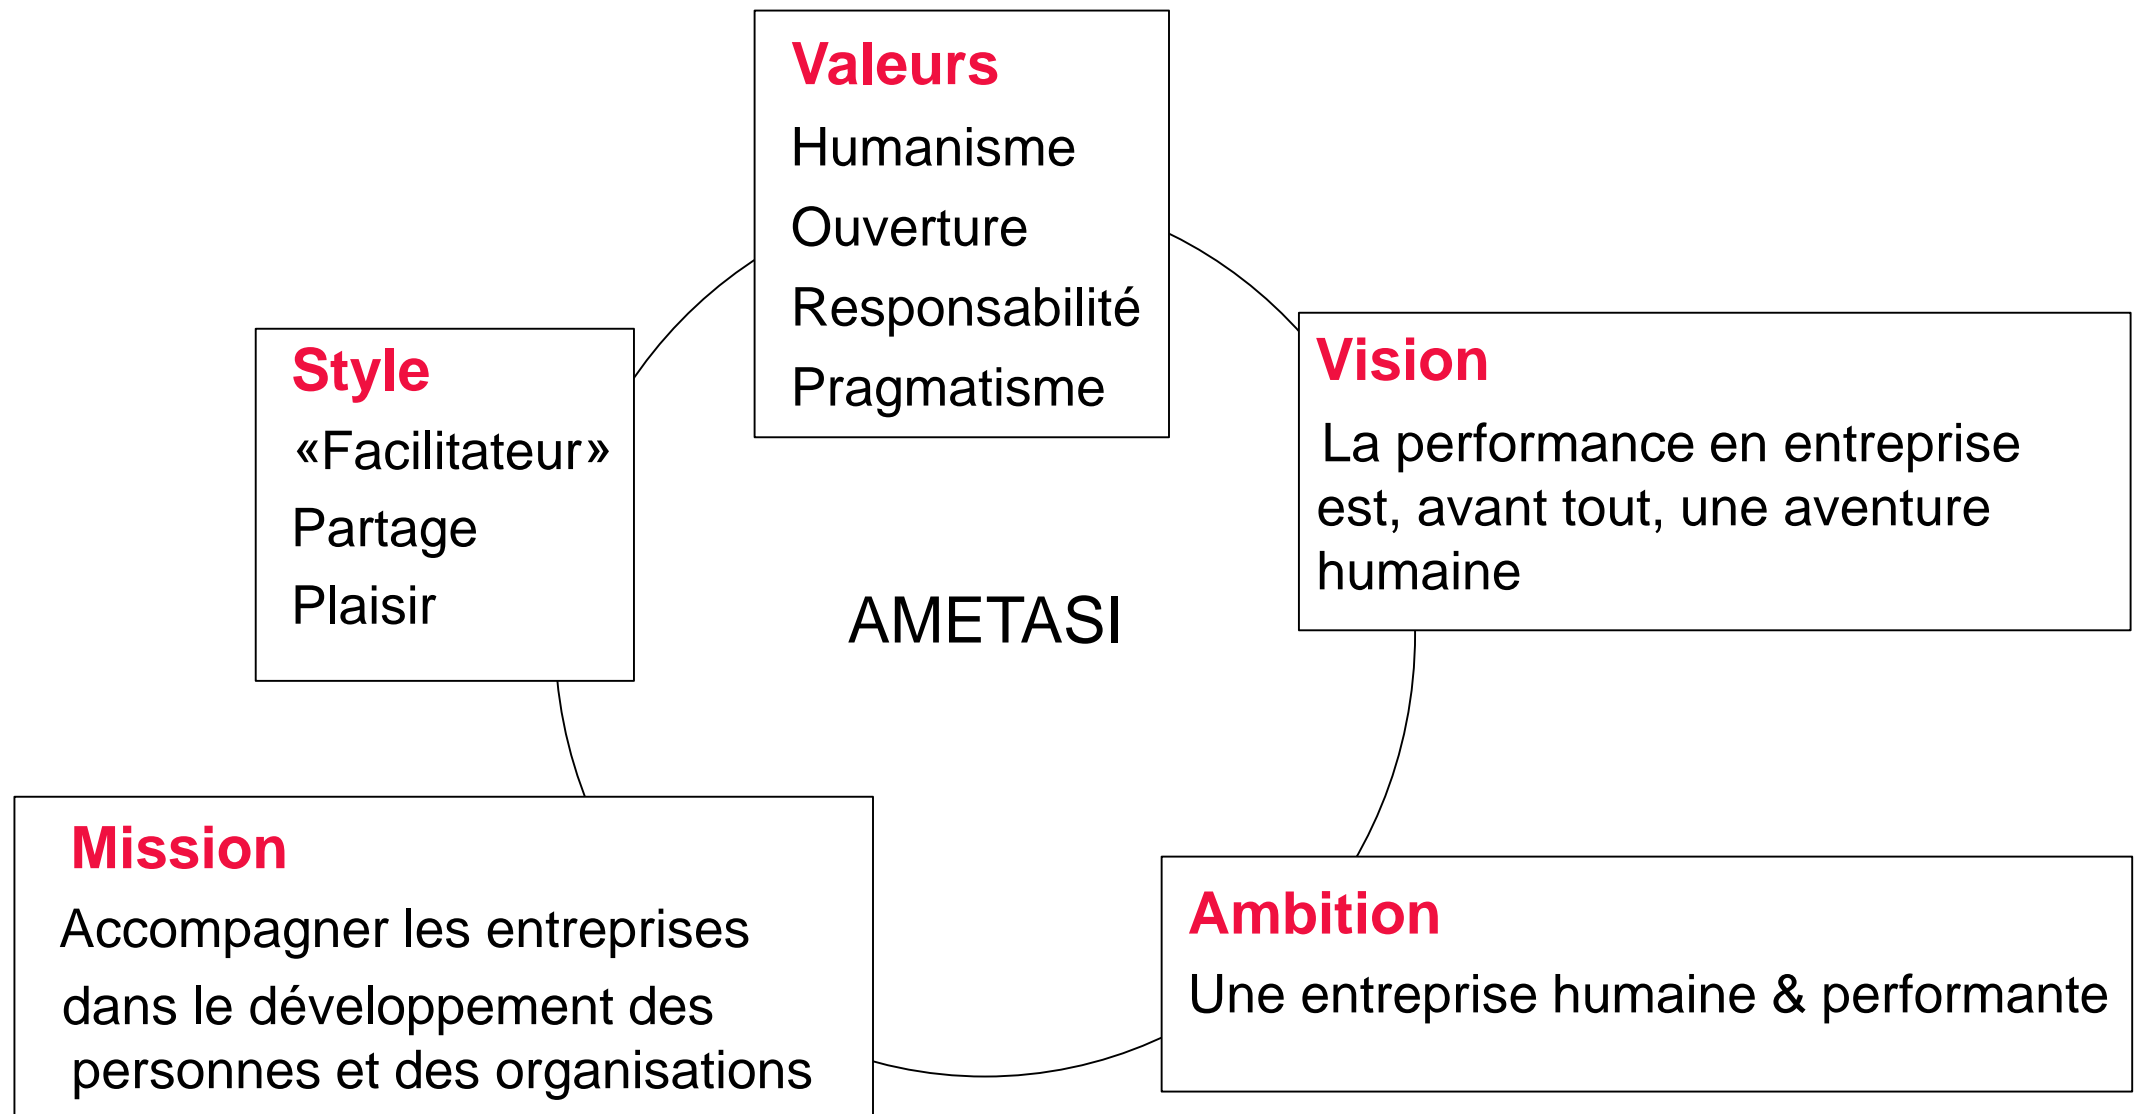 Valeurs
Humanisme
Ouverture
Responsabilité
Pragmatisme
Style
«Facilitateur»
Partage
Plaisir
Vision
La performance en entreprise
est, avant tout, une aventure
humaine
AMETASI
Mission
Accompagner les entreprises
dans le développement des
personnes et des organisations
Ambition
Une entreprise humaine & performante